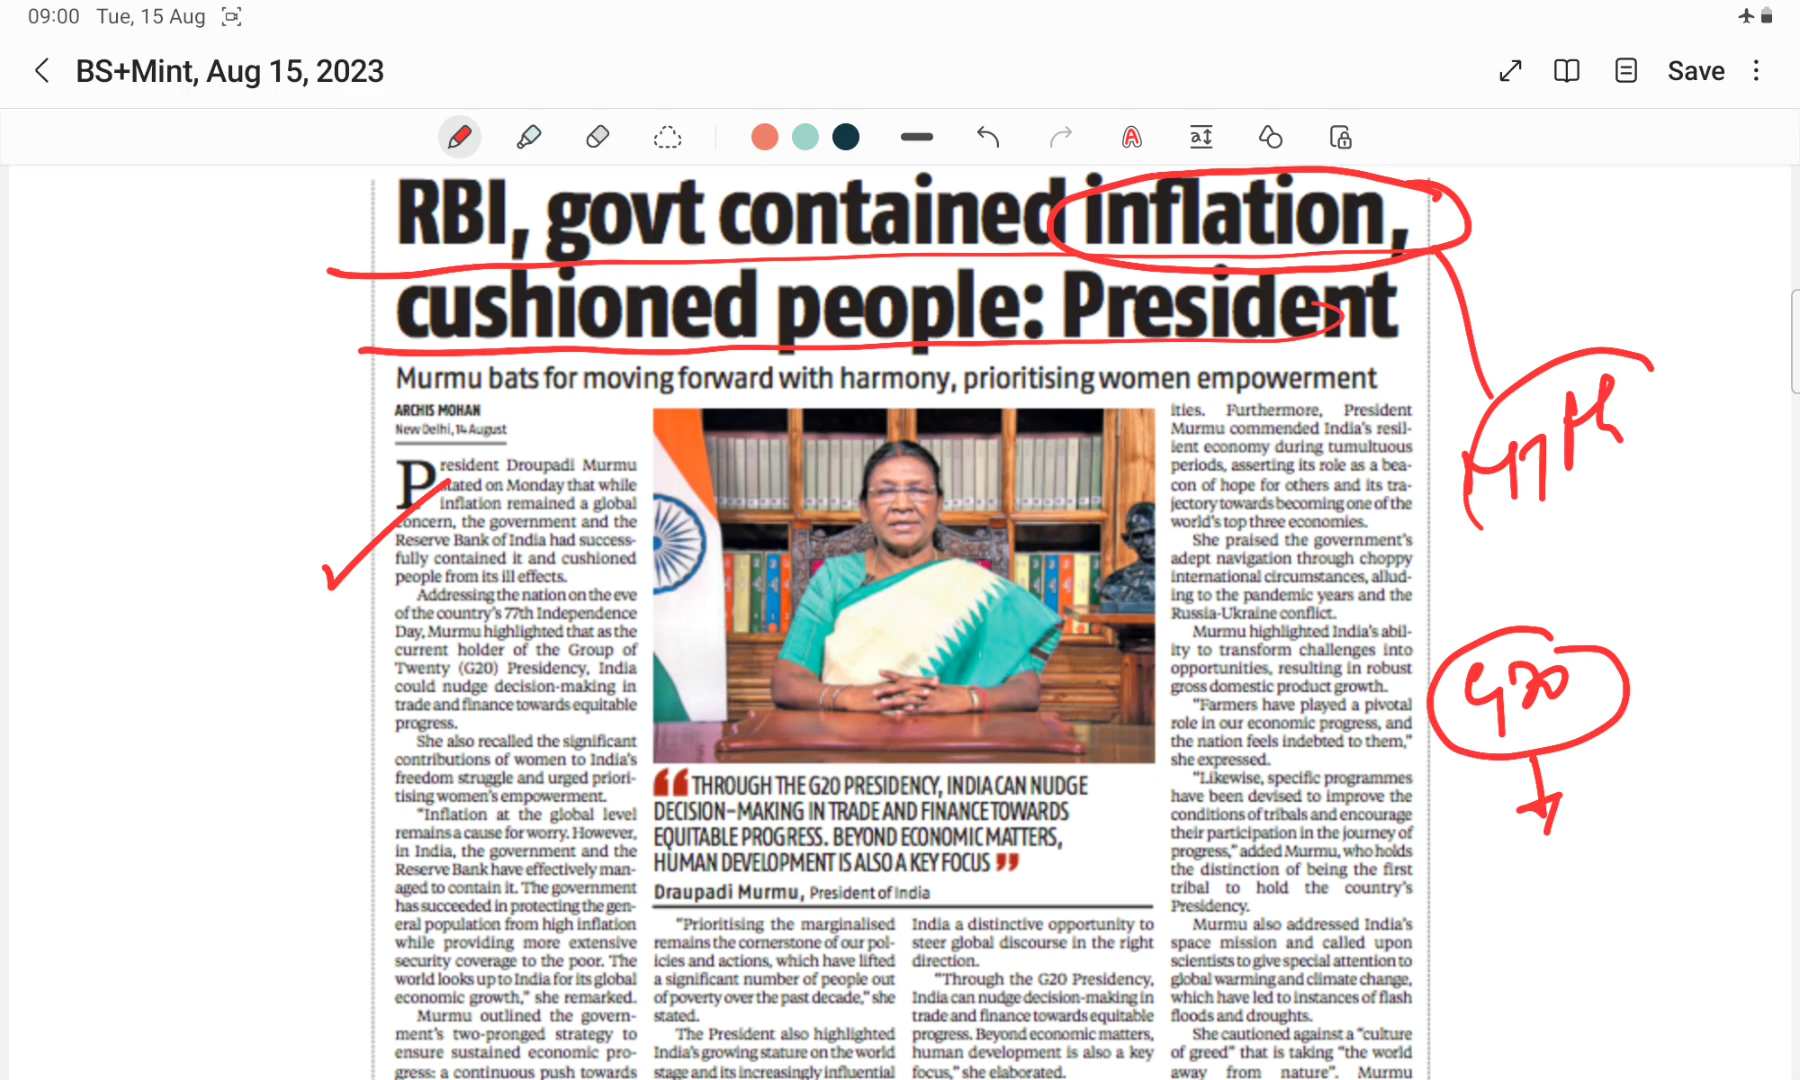 09:00 Tue, 15 Aug
BS+Mint, Aug 15, 2023
Save
RBI, govt contained inflation,
cushioned people: President
Murmu bats for moving forward with harmony, prioritising women empowerment
ARCHIS MOHAN
New Delhi, 14 August
President Droupadi Murmu
stated on Monday that while
inflation remained a global
concern, the government and the
Reserve Bank of India had success-
fully contained it and cushioned
people from its ill effects.
Addressing the nation on the eve
of the country's 77th Independence
Day, Murmu highlighted that as the
current holder of the Group of
Twenty (G20) Presidency, India
could nudge decision-making in
trade and finance towards equitable
progress.
She also recalled the significant
contributions of women to India's
freedom struggle and urged priori-
tising women's empowerment.
"Inflation at the global level
remains a cause for worry. However,
in India, the government and the
Reserve Bank have effectively man-
aged to contain it. The government
has succeeded in protecting the gen-
eral population from high inflation
while providing more extensive
security coverage to the poor. The
world looks up to India for its global
economic growth," she remarked.
Murmu outlined the govern-
ment's two-pronged strategy to
ensure sustained economic pro-
gress: a continuous push towards
THROUGH THE G20 PRESIDENCY, INDIA CAN NUDGE
DECISION-MAKING IN TRADE AND FINANCE TOWARDS
EQUITABLE PROGRESS. BEYOND ECONOMIC MATTERS,
HUMAN DEVELOPMENT IS ALSO A KEY FOCUS
Draupadi Murmu, President of India
"Prioritising the marginalised
remains the cornerstone of our pol-
icies and actions, which have lifted
a significant number of people out
of poverty over the past decade," she
stated.
The President also highlighted
India's growing stature on the world
stage and its increasingly influential
India a distinctive opportunity to
steer global discourse in the right
direction.
"Through the G20 Presidency,
India can nudge decision-making in
trade and finance towards equitable
progress. Beyond economic matters,
human development is also a key
focus," she elaborated.
ities. Furthermore, President
Murmu commended India's resil-
ient economy during tumultuous
periods, asserting its role as a bea-
con of hope for others and its tra-
jectory towards becoming one of the
world's top three economies.
She praised the government's
adept navigation through choppy
international circumstances, allud-
ing to the pandemic years and the
Russia-Ukraine conflict.
Murmu highlighted India's abil-
ity to transform challenges into
opportunities, resulting in robust
gross domestic product growth.
"Farmers have played a pivotal
role in our economic progress, and
the nation feels indebted to them,"
she expressed.
"Likewise, specific programmes
have been devised to improve the
conditions of tribals and encourage
their participation in the journey of
progress," added Murmu, who holds
the distinction of being the first
tribal to hold the country's
Presidency.
Murmu also addressed India's
space mission and called upon
scientists to give special attention to
global warming and climate change,
which have led to instances of flash
floods and droughts.
She cautioned against a "culture
of greed" that is taking "the world
away from nature". Murmu
G20